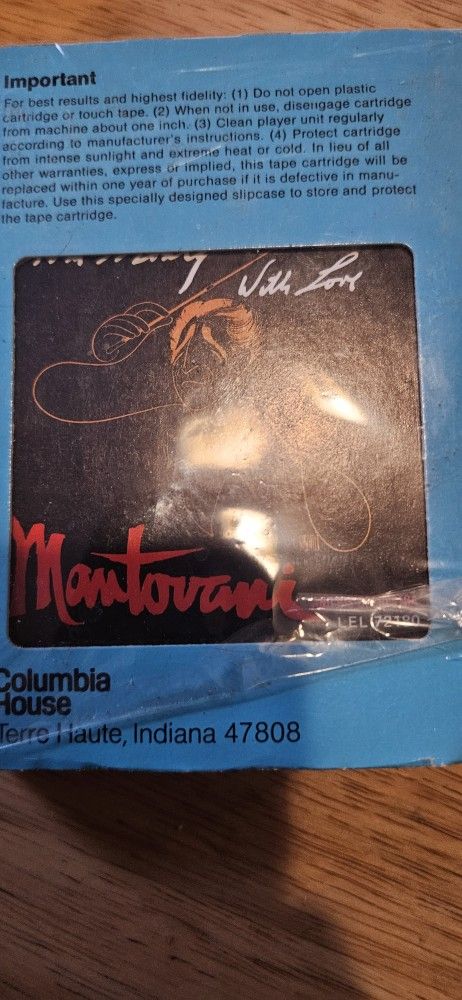 Important
For best results and highest fidelity: (1) Do not open plastic
cartridge or touch tape. (2) When not in use, disengage cartridge
from machine about one inch. (3) Clean player unit regularly
according to manufacturer's instructions. (4) Protect cartridge
from intense sunlight and extreme heat or cold. In lieu of all
other warranties, express or implied, this tape cartridge will be
replaced within one year of purchase if it is defective in manu-
facture. Use this specially designed slipcase to store and protect
the tape cartridge.
With Love
Mantovani
LEL 72180
Columbia
House
Terre Haute, Indiana 47808